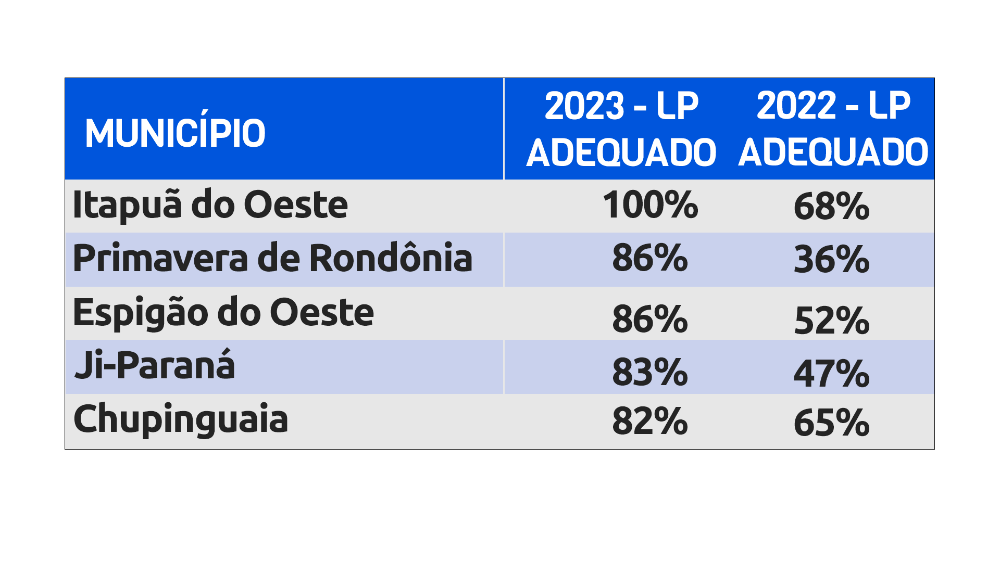 MUNICÍPIO 2023 - LP ADEQUADO 2022 - LP ADEQUADO
Itapuã do Oeste 100% 68%
Primavera de Rondônia 86% 36%
Espigão do Oeste 86% 52%
Ji-Paraná 83% 47%
Chupinguaia 82% 65%